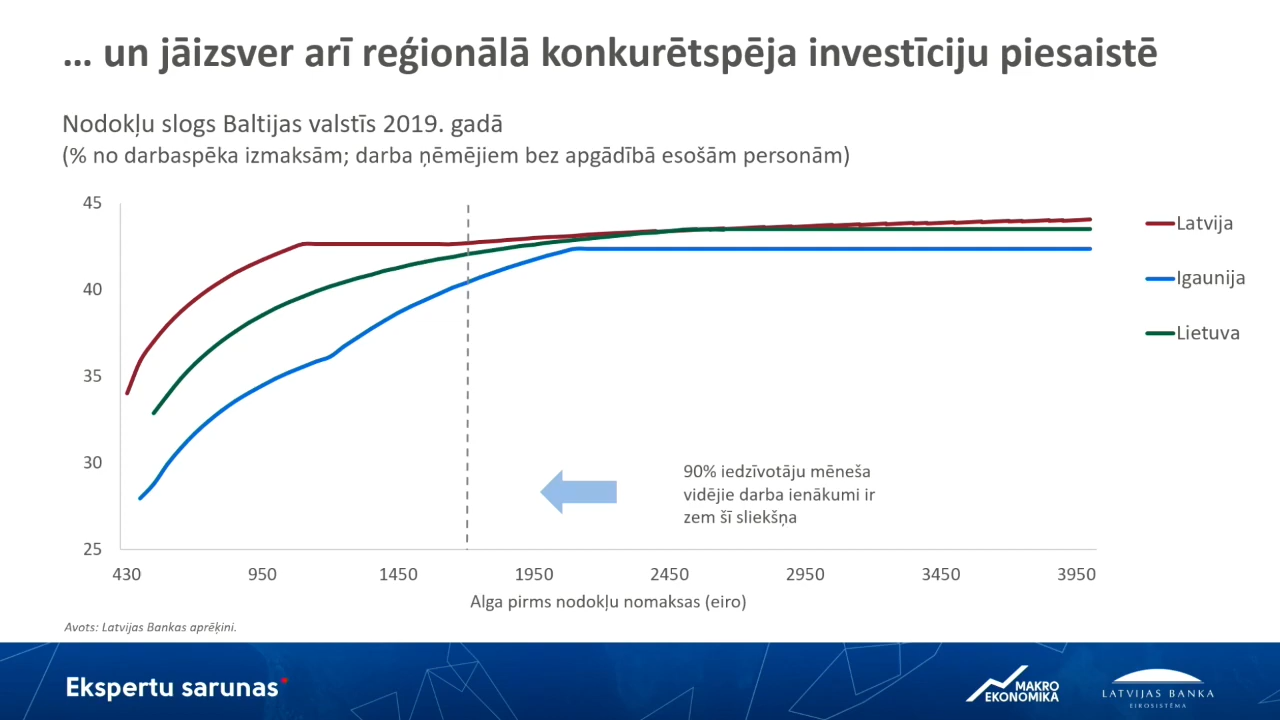 ... un jāizsver arī reģionālā konkurētspēja investīciju piesaistē
Nodokļu slogs Baltijas valstīs 2019. gadā
(% no darbaspēka izmaksām; darba ņēmējiem bez apgādībā esošām personām)
45
40
35
30
25
430 950 1450 1950 2450 2950 3450 3950
Alga pirms nodokļu nomaksas (eiro)
Latvija
Igaunija
Lietuva
90% iedzīvotāju mēneša
vidējie darba ienākumi ir
zem šī sliekšņa
Avots: Latvijas Bankas aprēķini.
Ekspertu sarunas*
MAKRO
EKONOMIKA
LATVIJAS BANKA
EIROSISTĒMA